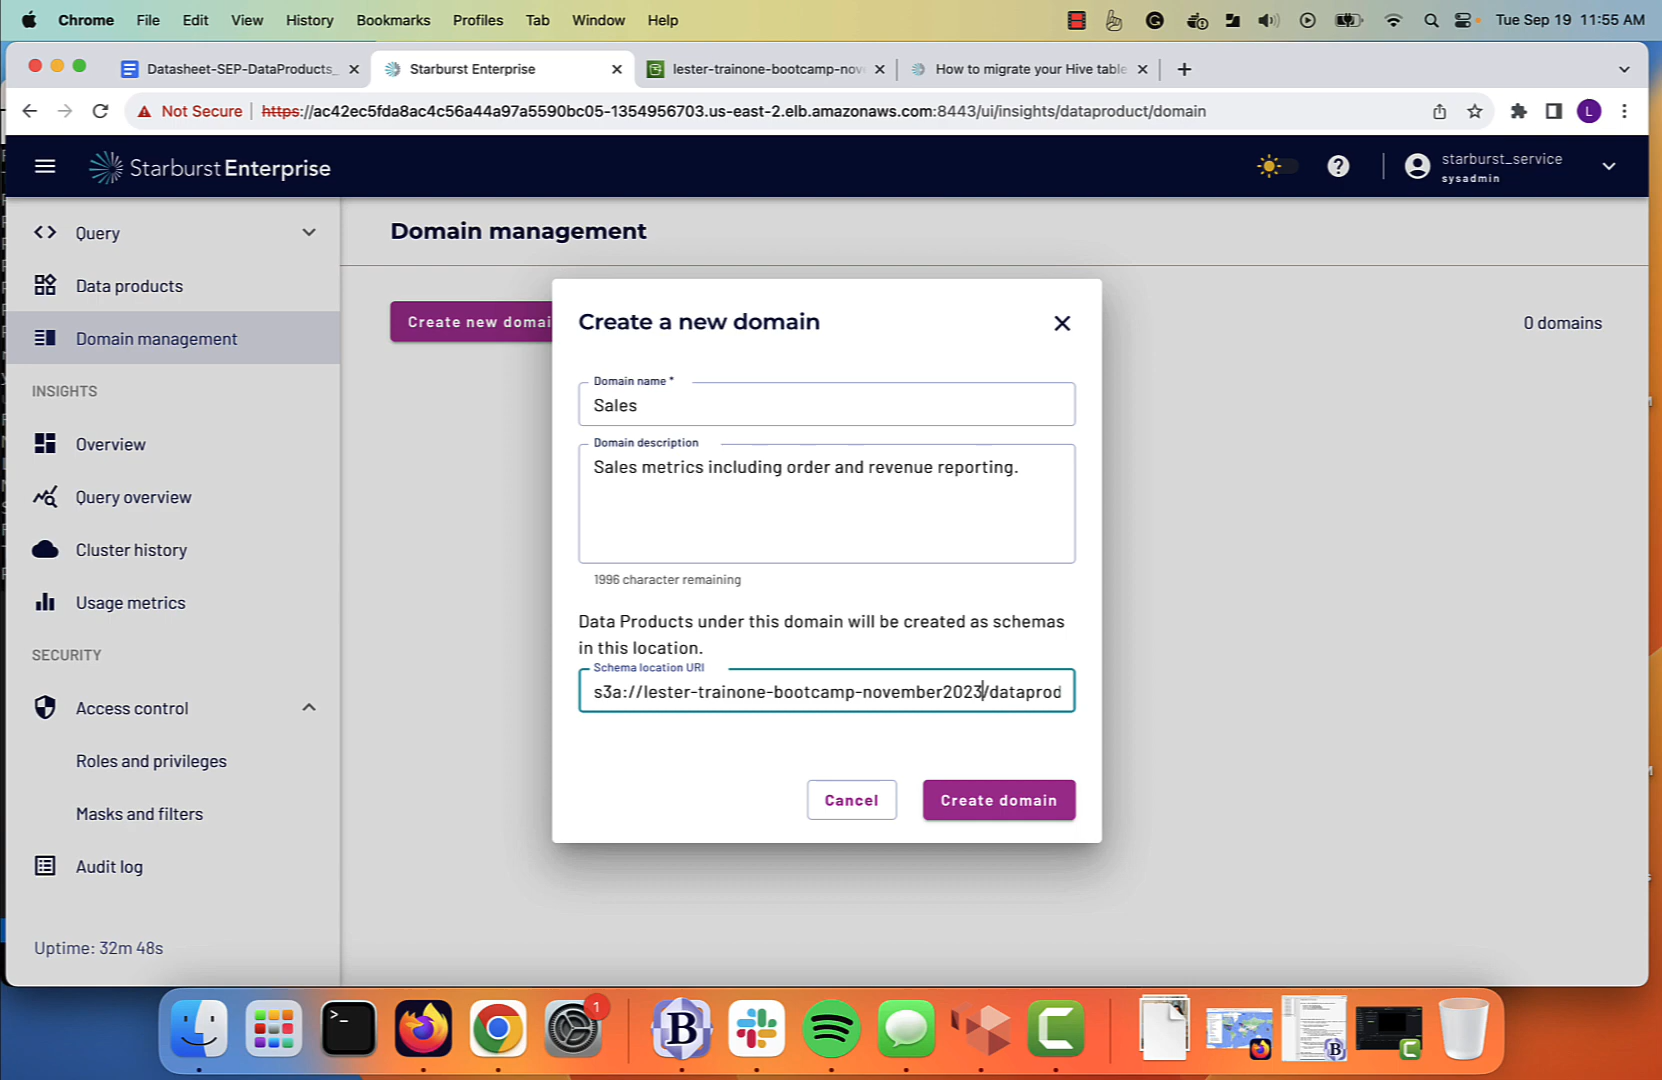 Chrome File Edit View History Bookmarks Profiles Tab Window Help Tue Sep 19 11:55 AM
Datasheet-SEP-DataProducts_ Starburst Enterprise lester-trainone-bootcamp-nov How to migrate your Hive table
Not Secure https://ac42ec5fda8ac4c56a44a97a5590bc05-1354956703.us-east-2.elb.amazonaws.com:8443/ui/insights/dataproduct/domain L
Starburst Enterprise ? starburst_service
sysadmin
Query
Data products
Domain management
INSIGHTS
Overview
Query overview
Cluster history
Usage metrics
SECURITY
Access control
Roles and privileges
Masks and filters
Audit log
Uptime: 32m 48s
Domain management
Create new domai
0 domains
Create a new domain
Domain name *
Sales
Domain description
Sales metrics including order and revenue reporting.
1996 character remaining
Data Products under this domain will be created as schemas
in this location.
Schema location URI
s3a://lester-trainone-bootcamp-november2023/dataprod
Cancel Create domain
1
B